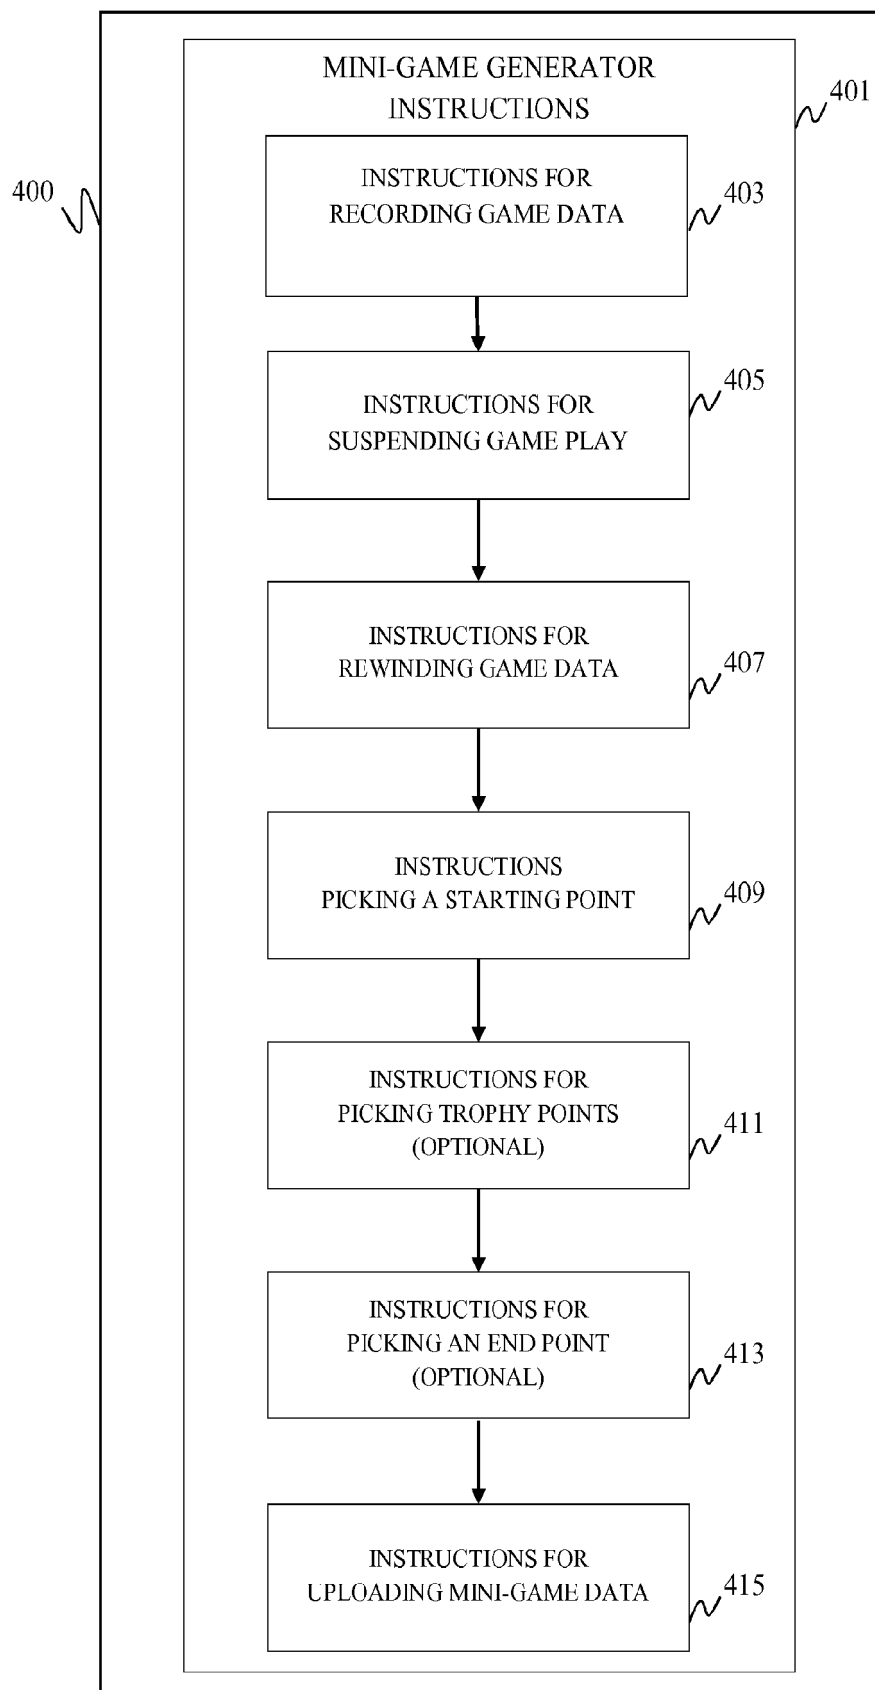 MINI-GAME GENERATOR
INSTRUCTIONS
401
400
INSTRUCTIONS FOR
RECORDING GAME DATA
403
INSTRUCTIONS FOR
SUSPENDING GAME PLAY
405
INSTRUCTIONS FOR
REWINDING GAME DATA
407
INSTRUCTIONS
PICKING A STARTING POINT
409
INSTRUCTIONS FOR
PICKING TROPHY POINTS
(OPTIONAL)
411
INSTRUCTIONS FOR
PICKING AN END POINT
(OPTIONAL)
413
INSTRUCTIONS FOR
UPLOADING MINI-GAME DATA
415